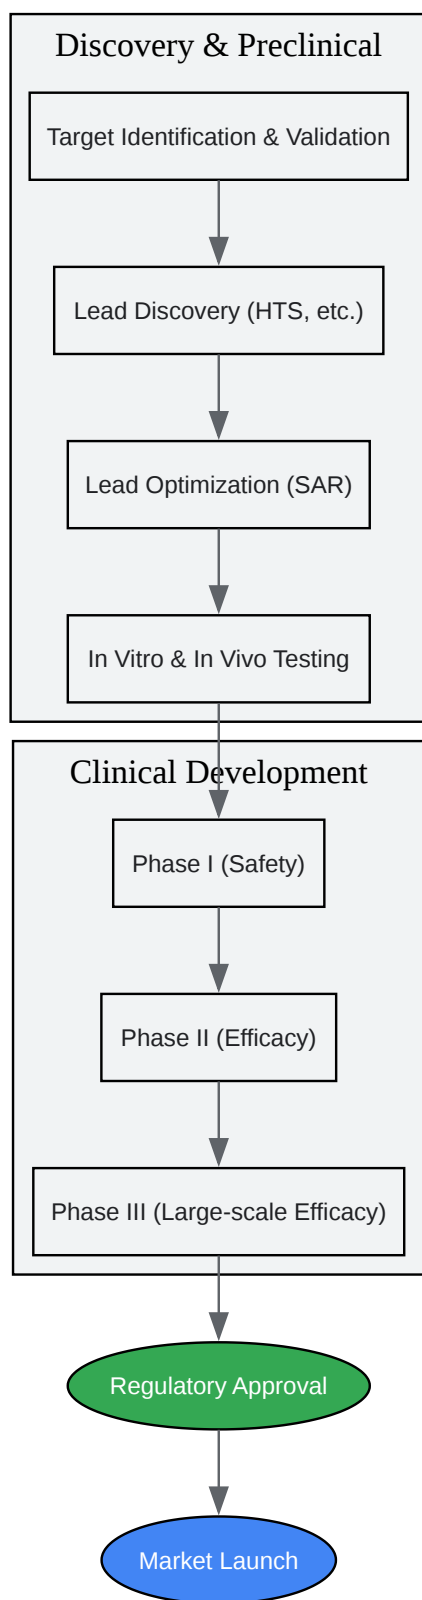 Discovery & Preclinical
Target Identification & Validation
Lead Discovery (HTS, etc.)
Lead Optimization (SAR)
In Vitro & In Vivo Testing
Clinical Development
Phase I (Safety)
Phase II (Efficacy)
Phase III (Large-scale Efficacy)
Regulatory Approval
Market Launch